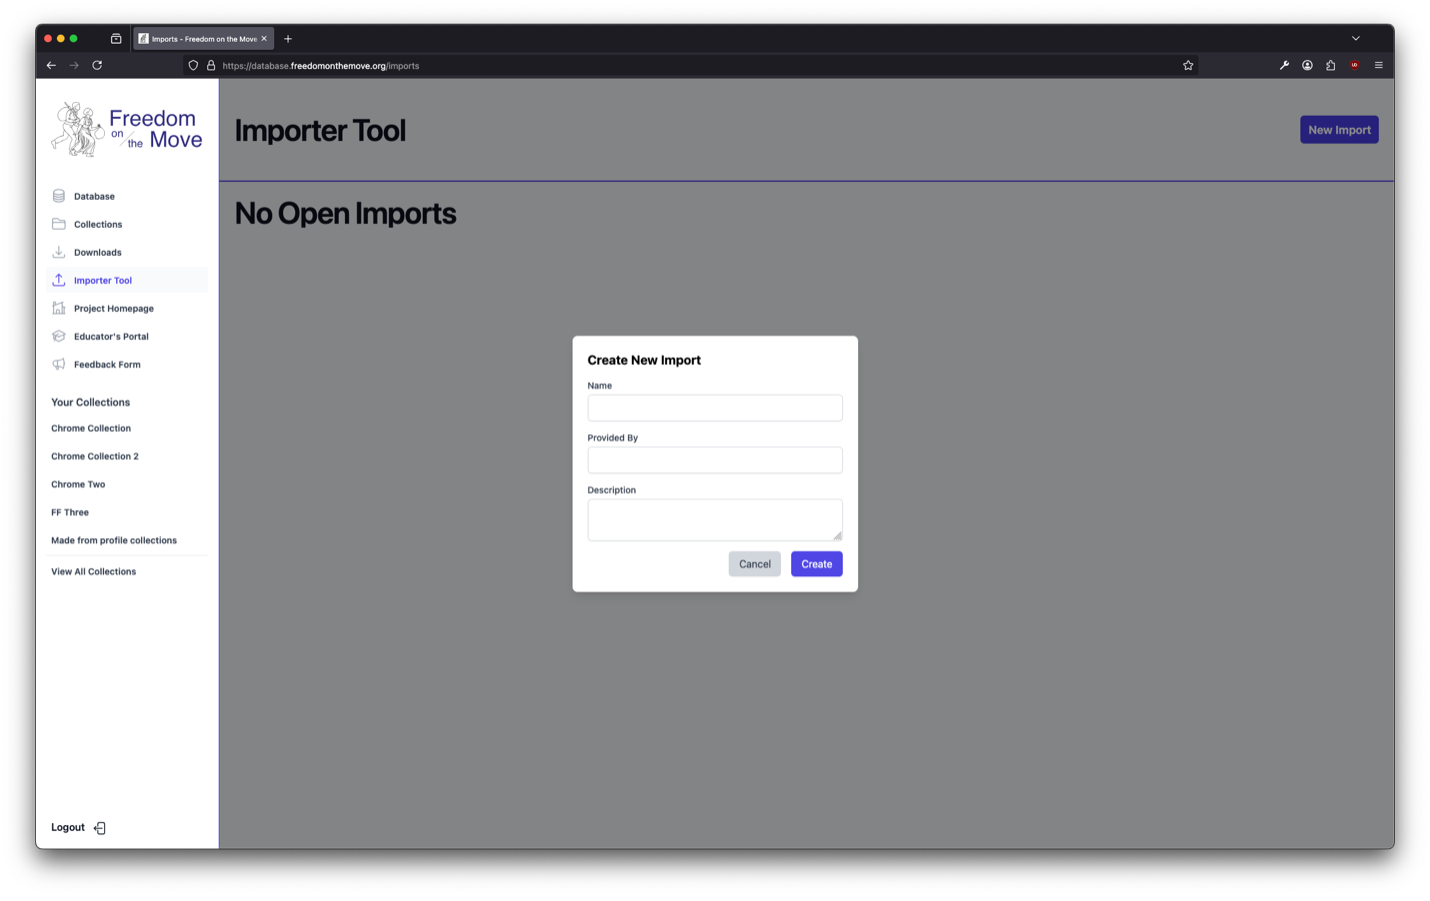 Imports - Freedom on the Move
https://database.freedomonthemove.org/imports
Freedom
on the Move
Database
Collections
Downloads
Importer Tool
Project Homepage
Educator's Portal
Feedback Form
Your Collections
Chrome Collection
Chrome Collection 2
Chrome Two
FF Three
Made from profile collections
View All Collections
Logout
Importer Tool
New Import
No Open Imports
Create New Import
Name
Provided By
Description
Cancel
Create